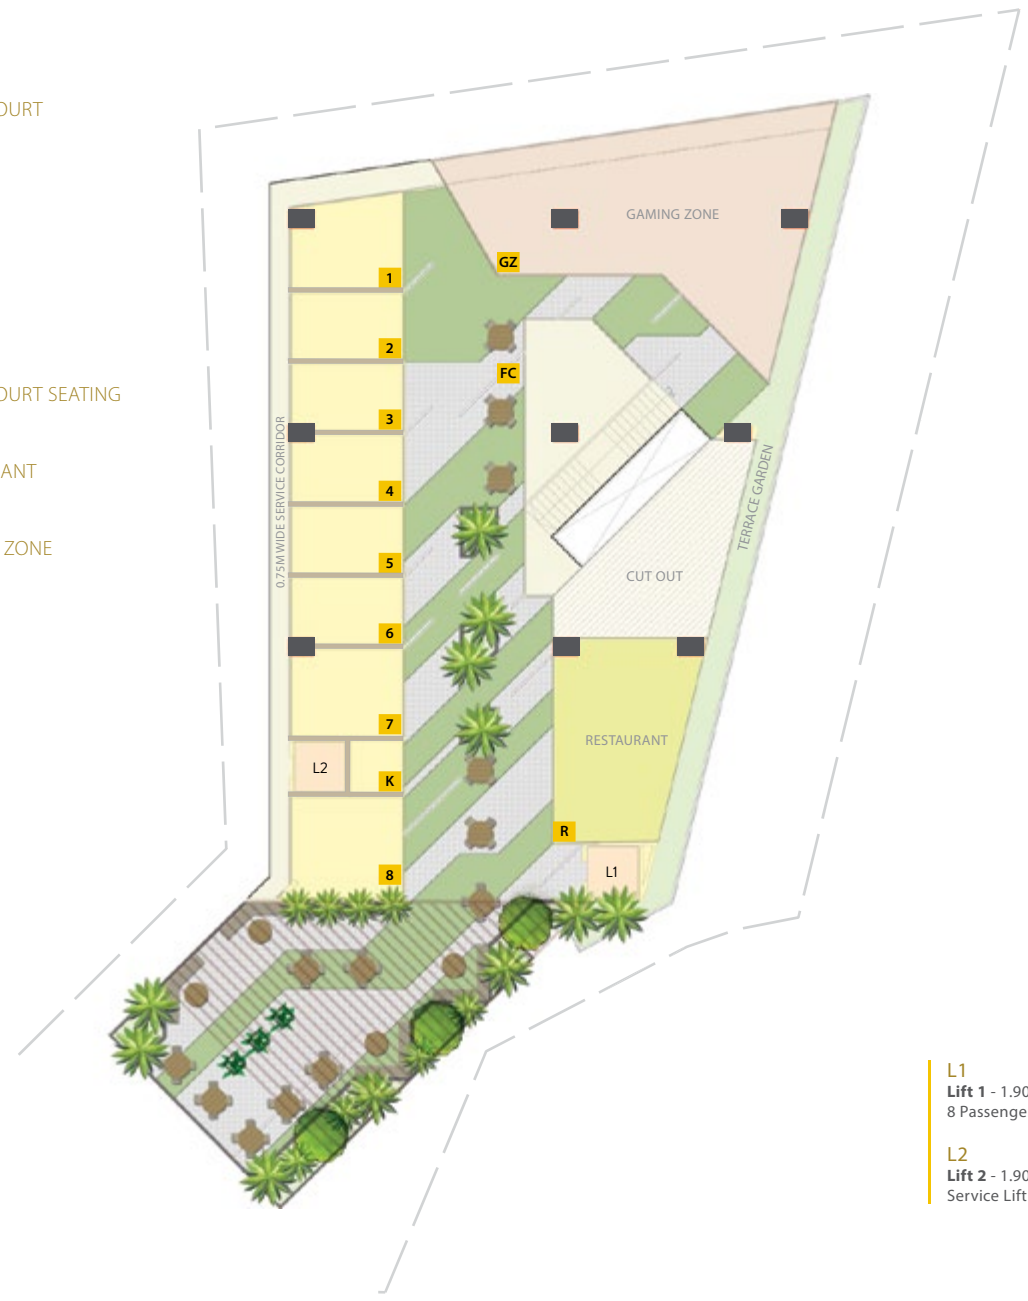 OURT
OURT SEATING
ANT
ZONE
GAMING ZONE
GZ
1
2
FC
3
4
5
6
7
L2
K
8
0.75M WIDE SERVICE CORRIDOR
TERRACE GARDEN
CUT OUT
RESTAURANT
R
L1
L1
Lift 1 - 1.90
8 Passenge
L2
Lift 2 - 1.90
Service Lift